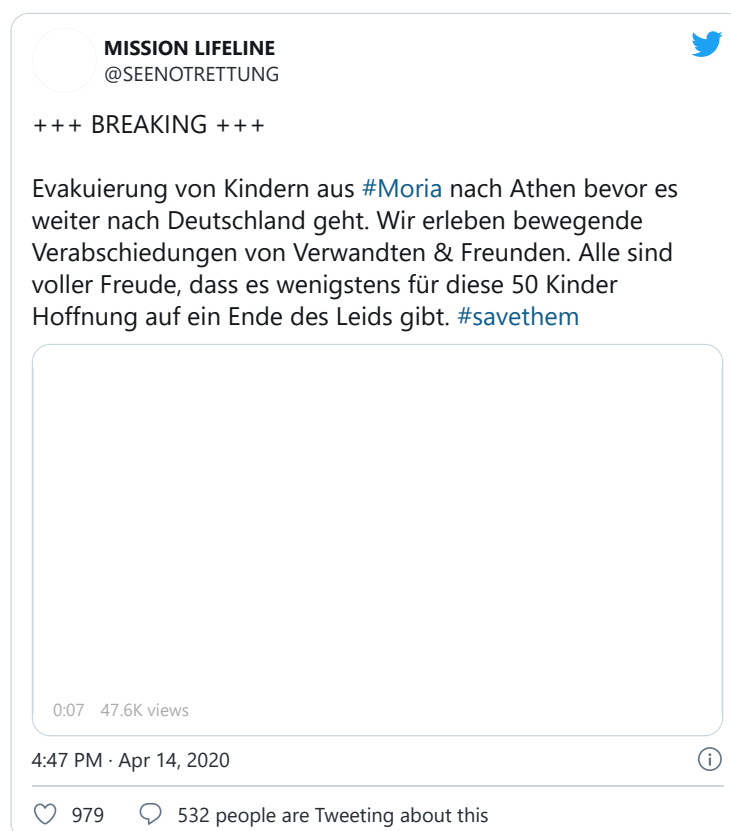 MISSION LIFELINE
@SEENOTRETTUNG
+++ BREAKING +++
Evakuierung von Kindern aus #Moria nach Athen bevor es
weiter nach Deutschland geht. Wir erleben bewegende
Verabschiedungen von Verwandten & Freunden. Alle sind
voller Freude, dass es wenigstens für diese 50 Kinder
Hoffnung auf ein Ende des Leids gibt. #savethem
0:07 47.6K views
4:47 PM · Apr 14, 2020
979 532 people are Tweeting about this